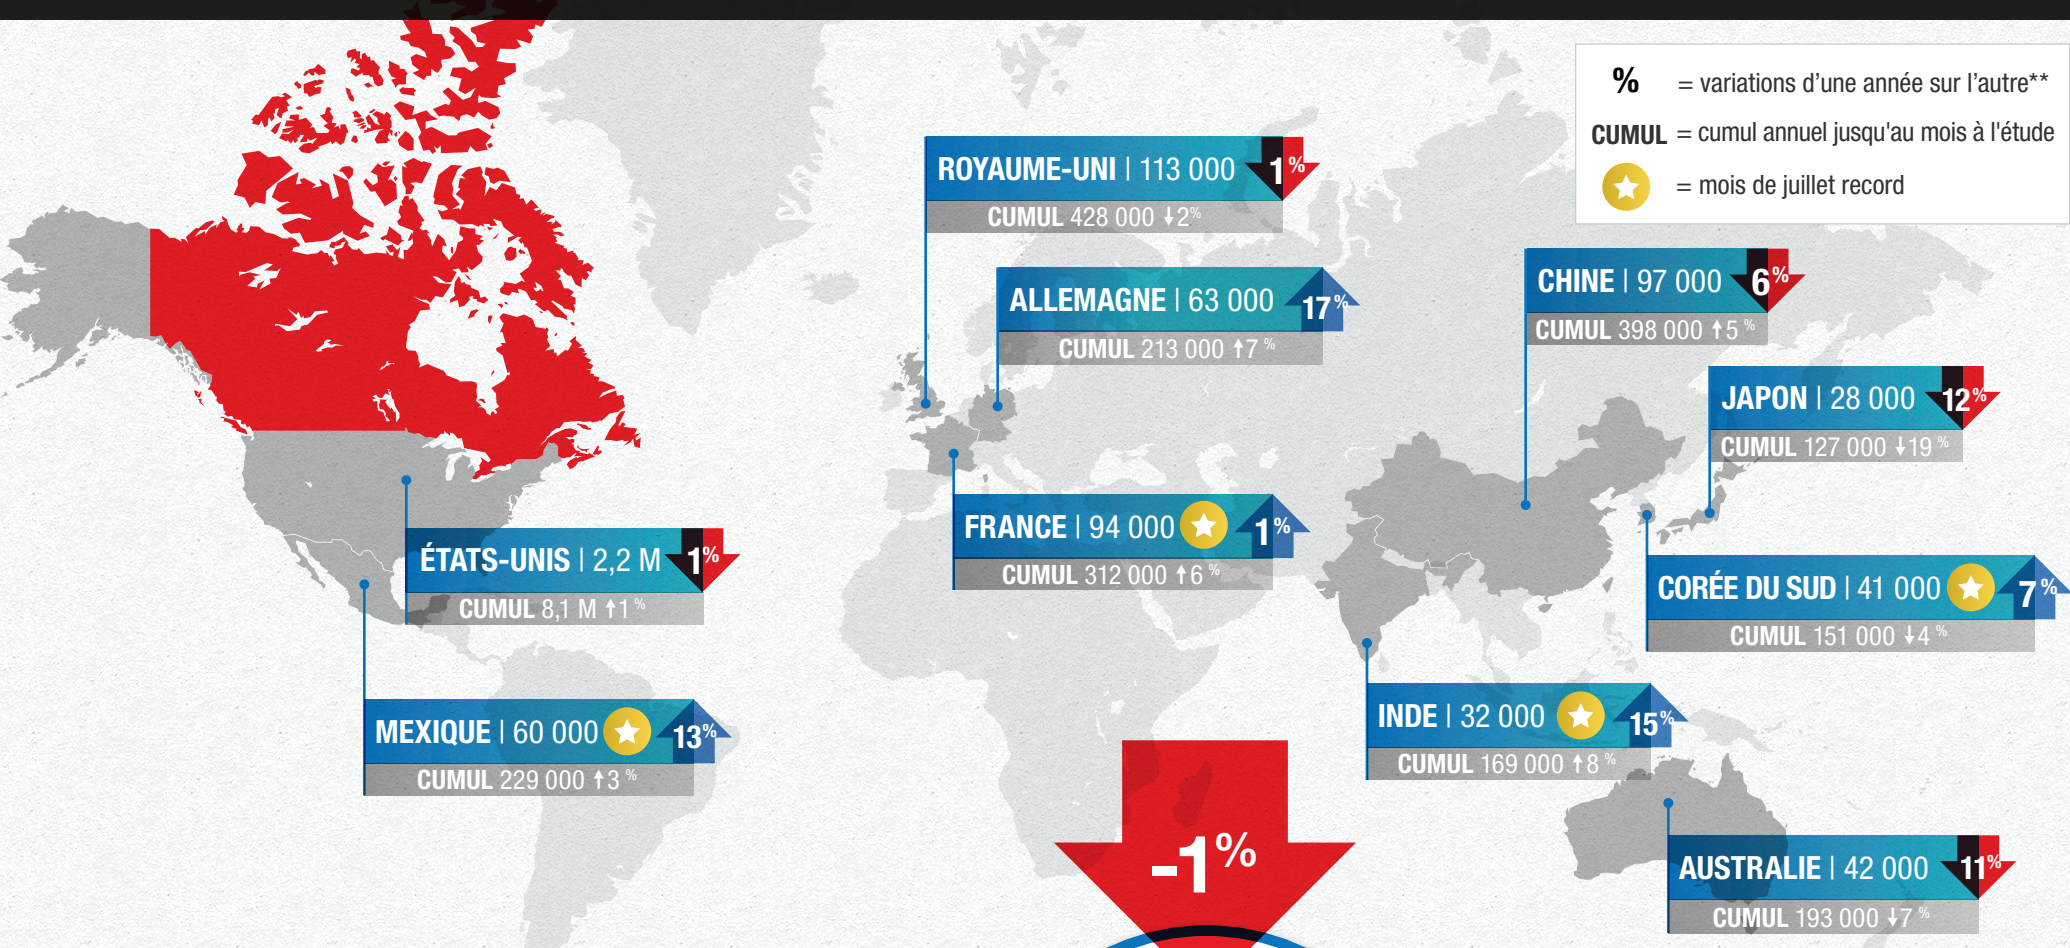 % = variations d’une année sur l’autre**
CUMUL = cumul annuel jusqu'au mois à l'étude
= mois de juillet record
ROYAUME-UNI | 113 000 1%
CUMUL 428 000 ↓2%
ALLEMAGNE | 63 000 17%
CUMUL 213 000 ↑7 %
CHINE | 97 000 6%
CUMUL 398 000 ↑5 %
JAPON | 28 000 12%
CUMUL 127 000 ↓19 %
FRANCE | 94 000 1%
CUMUL 312 000 ↑6 %
ÉTATS-UNIS | 2,2 M 1%
CUMUL 8,1 M ↑1 %
CORÉE DU SUD | 41 000 7%
CUMUL 151 000 ↓4 %
MEXIQUE | 60 000 13%
CUMUL 229 000 ↑3 %
INDE | 32 000 15%
CUMUL 169 000 ↑8 %
-1%
AUSTRALIE | 42 000 11%
CUMUL 193 000 ↓7 %